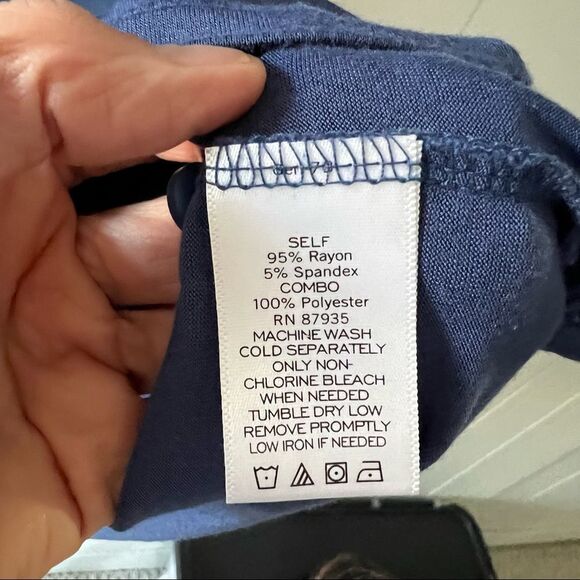 SELF
95% Rayon
5% Spandex
COMBO
100% Polyester
RN 87935
MACHINE WASH
COLD SEPARATELY
ONLY NON-
CHLORINE BLEACH
WHEN NEEDED
TUMBLE DRY LOW
REMOVE PROMPTLY
LOW IRON IF NEEDED